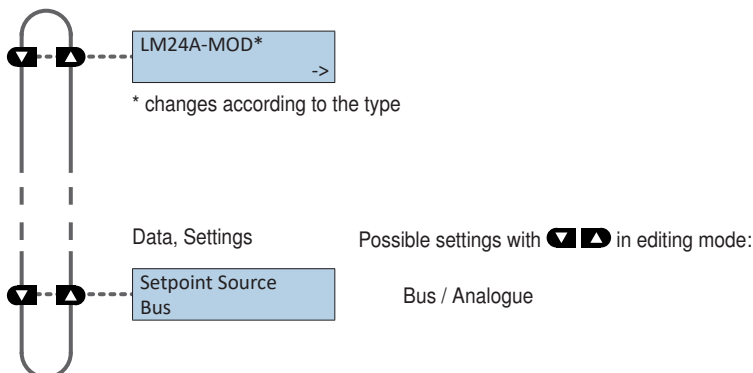 LM24A-MOD*
->
* changes according to the type
Data, Settings
Possible settings with in editing mode:
Setpoint Source
Bus
Bus / Analogue